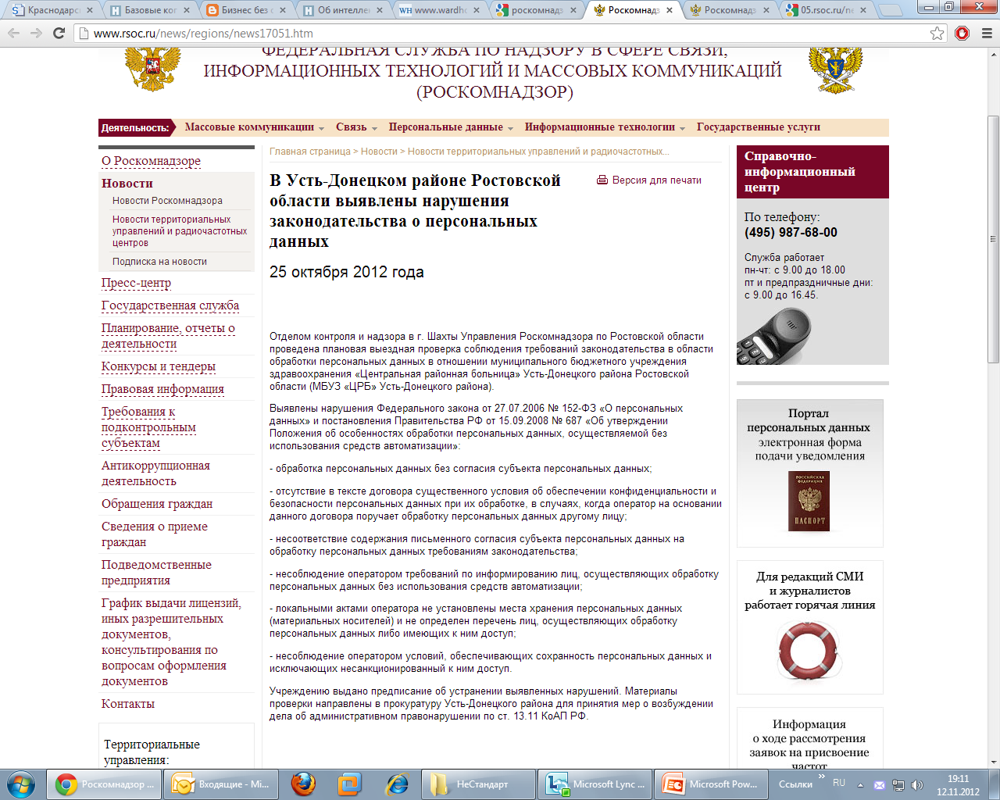 Краснодарс
Базовые ког
Бизнес без с
Об интеллек
www.wardho
роскомнадз
Роскомнадз
Роскомнадз
05.rsoc.ru/ne
www.rsoc.ru/news/regions/news17051.htm
ФЕДЕРАЛЬНАЯ СЛУЖБА ПО НАДЗОРУ В СФЕРЕ СВЯЗИ,
ИНФОРМАЦИОННЫХ ТЕХНОЛОГИЙ И МАССОВЫХ КОММУНИКАЦИЙ
(РОСКОМНАДЗОР)
Деятельность: Массовые коммуникации Связь Персональные данные Информационные технологии Государственные услуги
О Роскомнадзоре
Новости
Новости Роскомнадзора
Новости территориальных
управлений и радиочастотных
центров
Подписка на новости
Пресс-центр
Государственная служба
Планирование, отчеты о
деятельности
Конкурсы и тендеры
Правовая информация
Требования к
подконтрольным
субъектам
Антикоррупционная
деятельность
Обращения граждан
Сведения о приеме
граждан
Подведомственные
предприятия
График выдачи лицензий,
иных разрешительных
документов,
консультирования по
вопросам оформления
документов
Контакты
Территориальные
управления:
Главная страница > Новости > Новости территориальных управлений и радиочастотных...
В Усть-Донецком районе Ростовской
области выявлены нарушения
законодательства о персональных
данных
Версия для печати
25 октября 2012 года
Отделом контроля и надзора в г. Шахты Управления Роскомнадзора по Ростовской области
проведена плановая выездная проверка соблюдения требований законодательства в области
обработки персональных данных в отношении муниципального бюджетного учреждения
здравоохранения «Центральная районная больница» Усть-Донецкого района Ростовской
области (МБУЗ «ЦРБ» Усть-Донецкого района).
Выявлены нарушения Федерального закона от 27.07.2006 № 152-ФЗ «О персональных
данных» и постановления Правительства РФ от 15.09.2008 № 687 «Об утверждении
Положения об особенностях обработки персональных данных, осуществляемой без
использования средств автоматизации»:
- обработка персональных данных без согласия субъекта персональных данных;
- отсутствие в тексте договора существенного условия об обеспечении конфиденциальности и
безопасности персональных данных при их обработке, в случаях, когда оператор на основании
данного договора поручает обработку персональных данных другому лицу;
- несоответствие содержания письменного согласия субъекта персональных данных на
обработку персональных данных требованиям законодательства;
- несоблюдение оператором требований по информированию лиц, осуществляющих обработку
персональных данных без использования средств автоматизации;
- локальными актами оператора не установлены места хранения персональных данных
(материальных носителей) и не определен перечень лиц, осуществляющих обработку
персональных данных либо имеющих к ним доступ;
- несоблюдение оператором условий, обеспечивающих сохранность персональных данных и
исключающих несанкционированный к ним доступ.
Учреждению выдано предписание об устранении выявленных нарушений. Материалы
проверки направлены в прокуратуру Усть-Донецкого района для принятия мер о возбуждении
дела об административном правонарушении по ст. 13.11 КоАП РФ.
Справочно-
информационный
центр
По телефону:
(495) 987-68-00
Служба работает
пн-чт: с 9.00 до 18.00
пт и предпраздничные дни:
с 9.00 до 16.45.
Портал
персональных данных
электронная форма
подачи уведомления
РОССИЙСКАЯ
ФЕДЕРАЦИЯ
ПАСПОРТ
Для редакций СМИ
и журналистов
работает горячая линия
Информация
о ходе рассмотрения
заявок на присвоение
частот
Роскомнадзор ...
Входящие - Mi...
НеСтандарт
Microsoft Lync ...
Microsoft Pow...
Ссылки
RU
19:11
12.11.2012